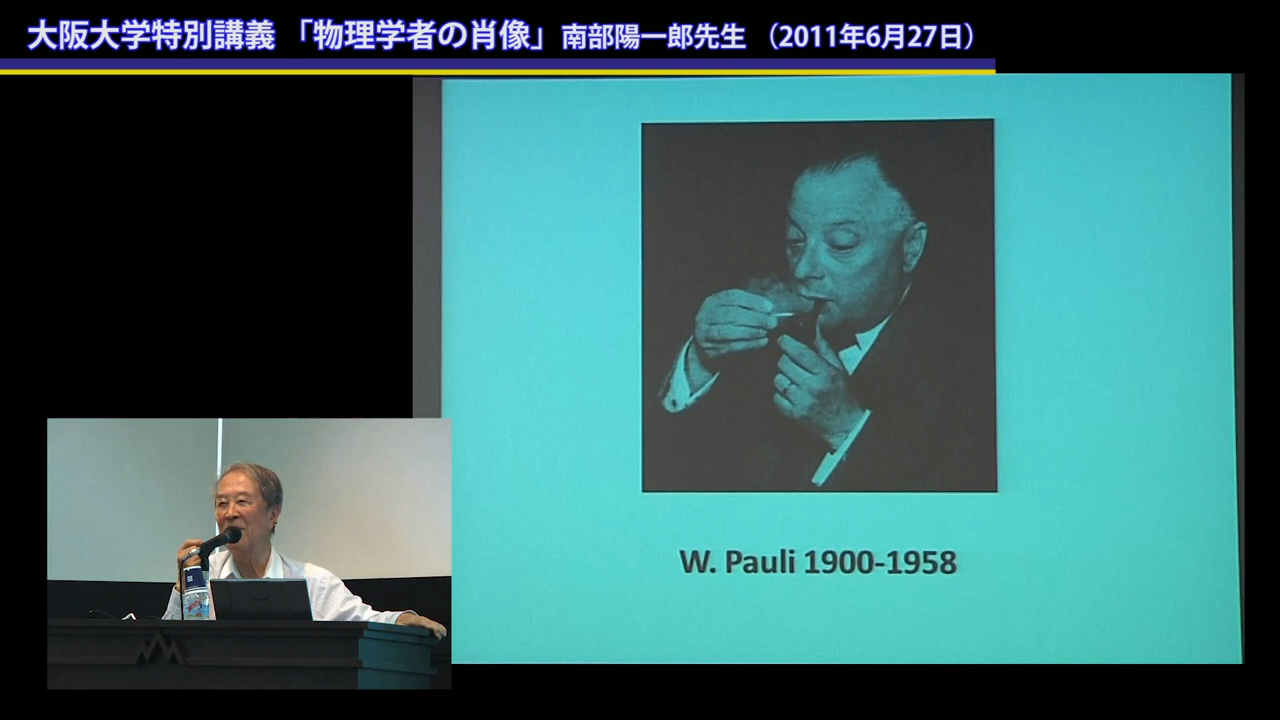 大阪大学特別講義 「物理学者の肖像」 南部陽一郎先生 （2011年6月27日）
W. Pauli 1900-1958